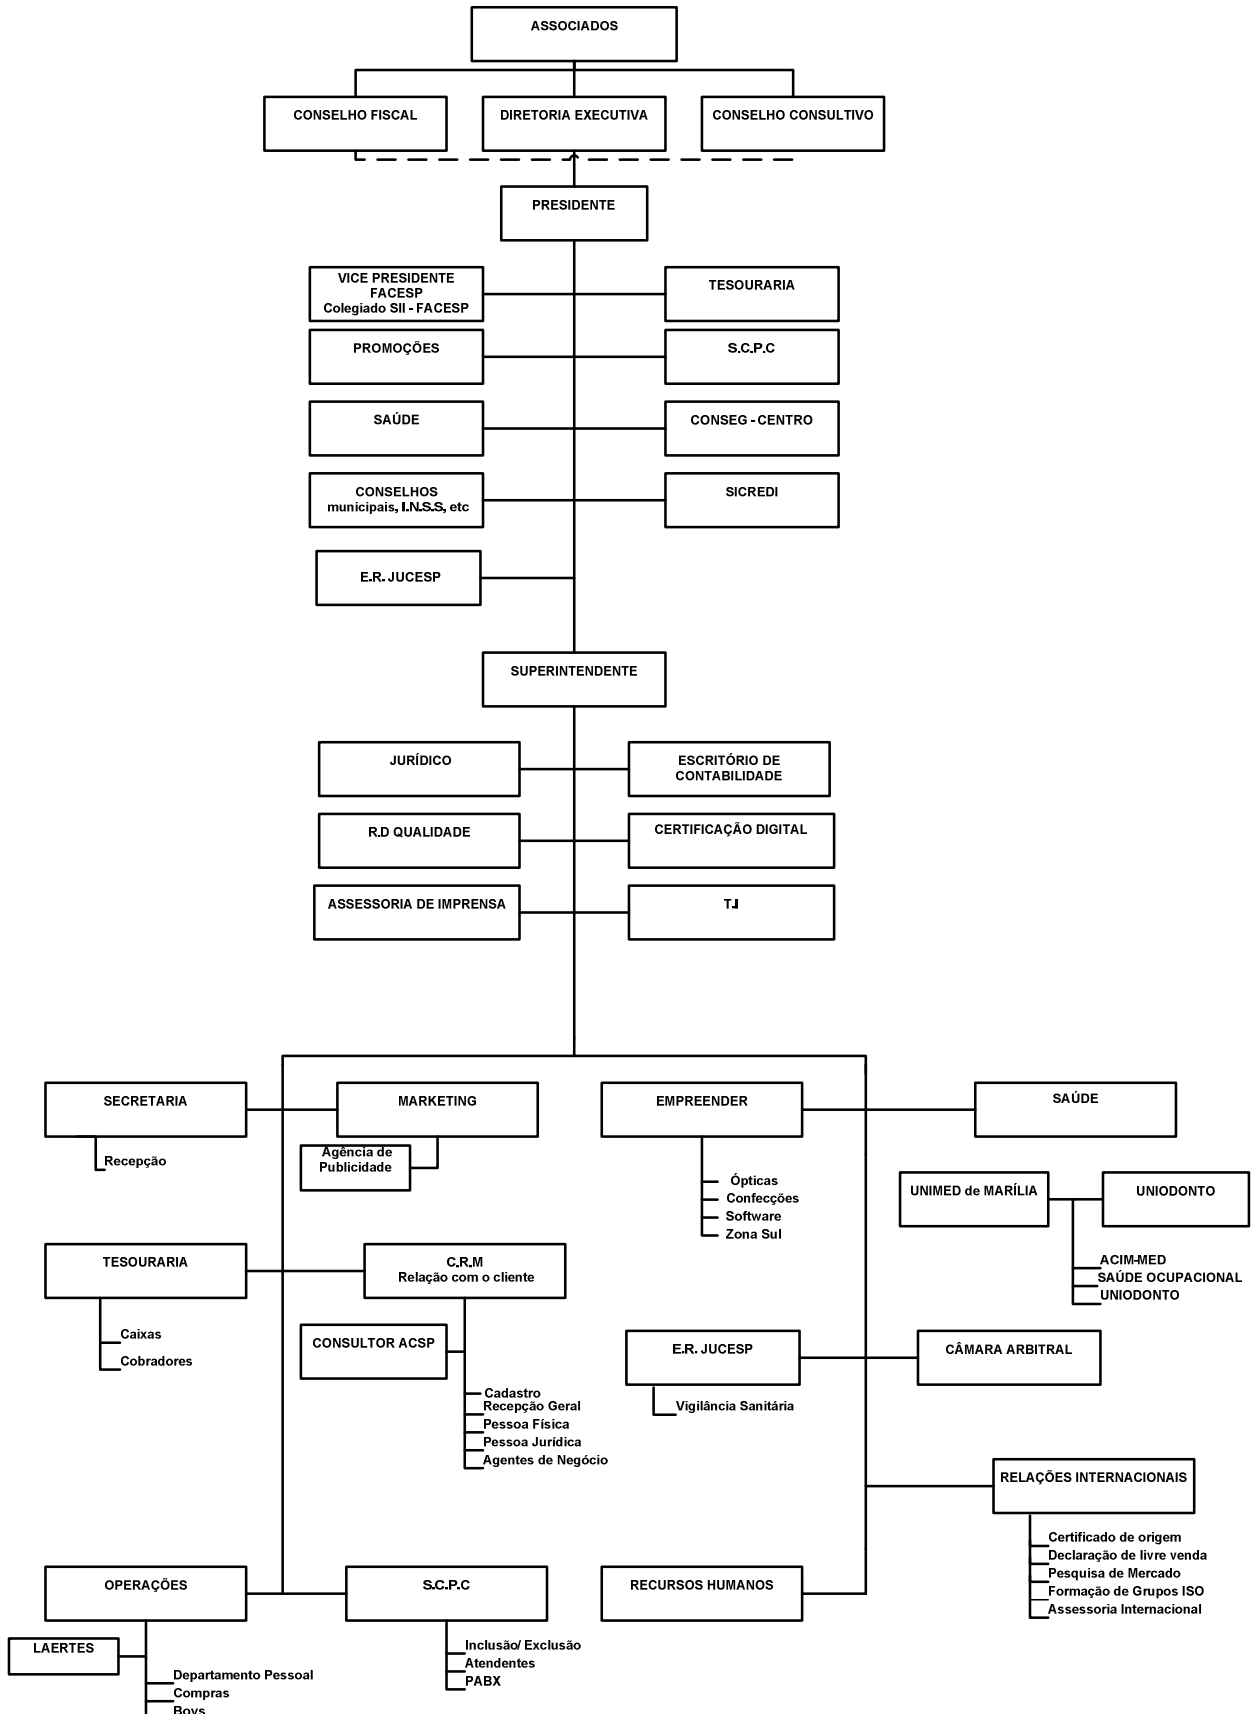 ASSOCIADOS
CONSELHO FISCAL
DIRETORIA EXECUTIVA
CONSELHO CONSULTIVO
PRESIDENTE
VICE PRESIDENTE
FACESP
Colegiado SII - FACESP
TESOURARIA
PROMOÇÕES
S.C.P.C
SAÚDE
CONSEG - CENTRO
CONSELHOS
municipais, I.N.S.S, etc
SICREDI
E.R. JUCESP
SUPERINTENDENTE
JURÍDICO
ESCRITÓRIO DE
CONTABILIDADE
R.D QUALIDADE
CERTIFICAÇÃO DIGITAL
ASSESSORIA DE IMPRENSA
T.I
SECRETARIA
MARKETING
EMPREENDER
SAÚDE
Recepção
Agência de
Publicidade
Ópticas
Confecções
Software
Zona Sul
UNIMED de MARÍLIA
UNIODONTO
ACIM-MED
SAÚDE OCUPACIONAL
UNIODONTO
TESOURARIA
C.R.M
Relação com o cliente
Caixas
Cobradores
CONSULTOR ACSP
Cadastro
Recepção Geral
Pessoa Física
Pessoa Jurídica
Agentes de Negócio
E.R. JUCESP
CÂMARA ARBITRAL
Vigilância Sanitária
RELAÇÕES INTERNACIONAIS
Certificado de origem
Declaração de livre venda
Pesquisa de Mercado
Formação de Grupos ISO
Assessoria Internacional
OPERAÇÕES
S.C.P.C
RECURSOS HUMANOS
LAERTES
Departamento Pessoal
Compras
Boys
Inclusão/ Exclusão
Atendentes
PABX